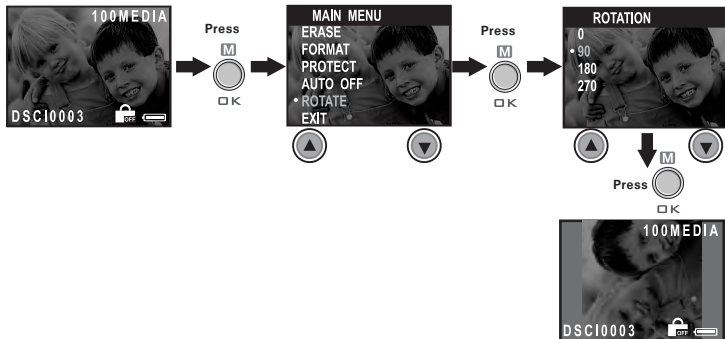 100MEDIA
DSCI0003
OFF
Press
M
OK
MAIN MENU
ERASE
FORMAT
PROTECT
AUTO OFF
• ROTATE
EXIT
Press
M
OK
ROTATION
0
• 90
180
270
M
Press
OK
100MEDIA
DSCI0003
OFF